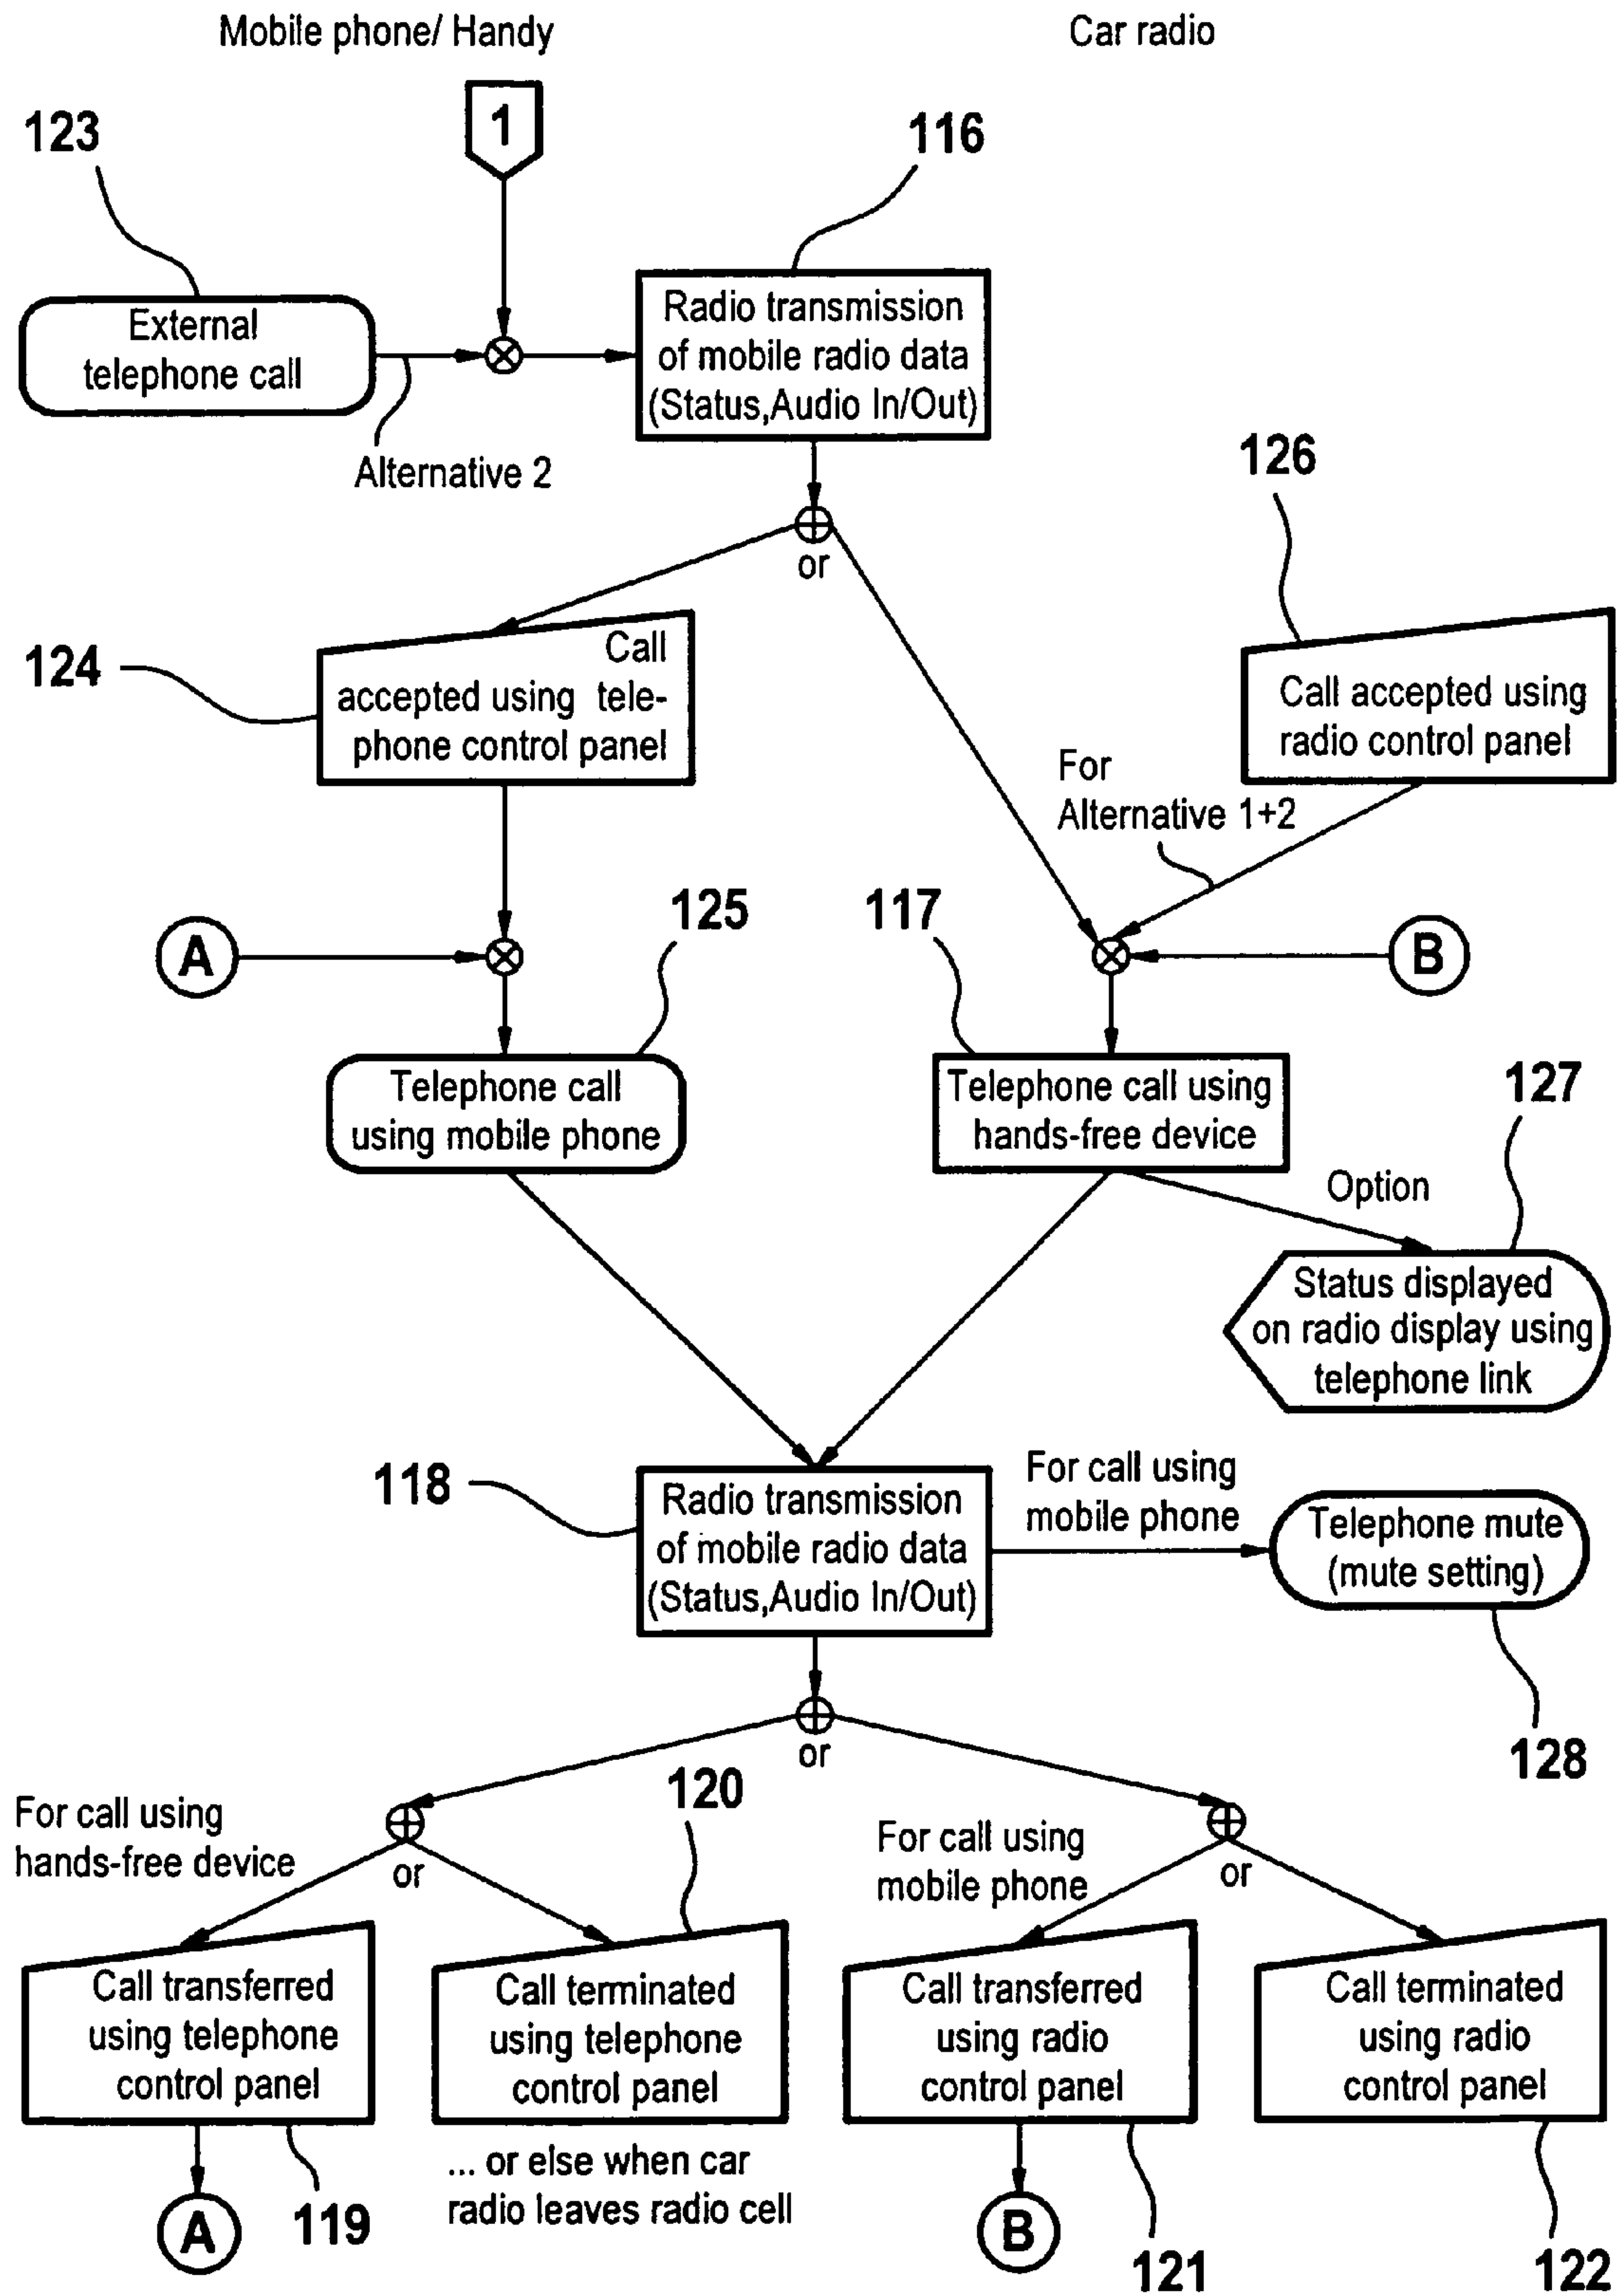 Mobile phone/ Handy
Car radio
1
123
116
External
telephone call
Radio transmission
of mobile radio data
(Status,Audio In/Out)
Alternative 2
or
126
124
Call
accepted using tele-
phone control panel
Call accepted using
radio control panel
For
Alternative 1+2
A
125
117
B
Telephone call
using mobile phone
Telephone call using
hands-free device
127
Option
Status displayed
on radio display using
telephone link
118
Radio transmission
of mobile radio data
(Status,Audio In/Out)
For call using
mobile phone
Telephone mute
(mute setting)
or
128
For call using
hands-free device
or
120
For call using
mobile phone
or
Call transferred
using telephone
control panel
Call terminated
using telephone
control panel
Call transferred
using radio
control panel
Call terminated
using radio
control panel
A
119
... or else when car
radio leaves radio cell
B
121
122